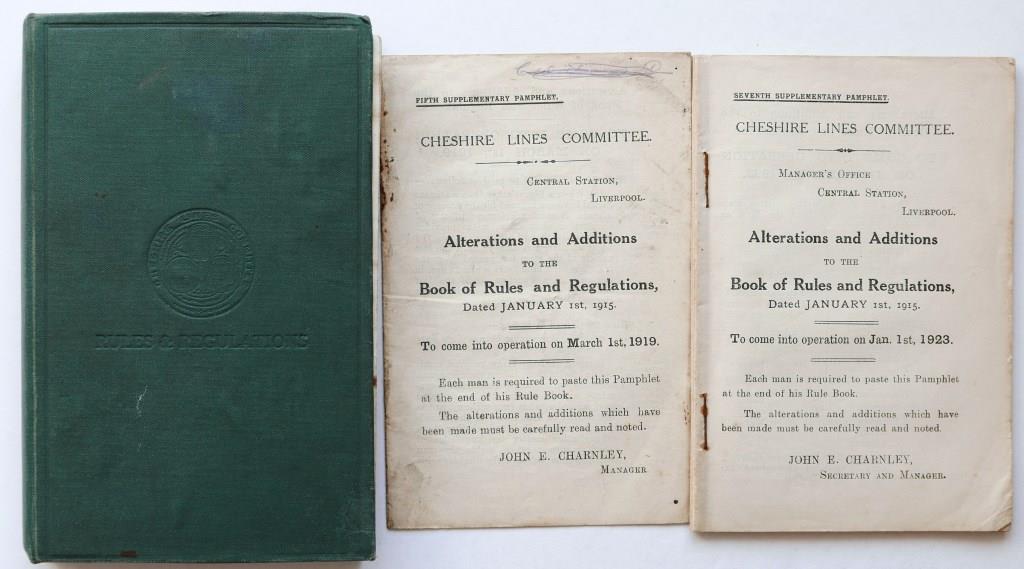 CHESHIRE LINES COMMITTEE
RULES & REGULATIONS
FIFTH SUPPLEMENTARY PAMPHLET.
CHESHIRE LINES COMMITTEE.
CENTRAL STATION,
LIVERPOOL.
Alterations and Additions
TO THE
Book of Rules and Regulations,
Dated JANUARY 1st, 1915.
To come into operation on March 1st, 1919.
Each man is required to paste this Pamphlet
at the end of his Rule Book.
The alterations and additions which have
been made must be carefully read and noted.
JOHN E. CHARNLEY,
MANAGER
SEVENTH SUPPLEMENTARY PAMPHLET.
CHESHIRE LINES COMMITTEE.
MANAGER'S OFFICE
CENTRAL STATION,
LIVERPOOL.
Alterations and Additions
TO THE
Book of Rules and Regulations,
Dated JANUARY 1st, 1915.
To come into operation on Jan. 1st, 1923.
Each man is required to paste this Pamphlet
at the end of his Rule Book.
The alterations and additions which have
been made must be carefully read and noted.
JOHN E. CHARNLEY,
SECRETARY AND MANAGER.